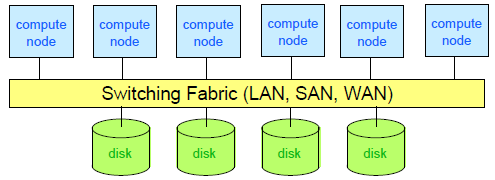 compute
node
compute
node
compute
node
compute
node
compute
node
compute
node
Switching Fabric (LAN, SAN, WAN)
disk
disk
disk
disk